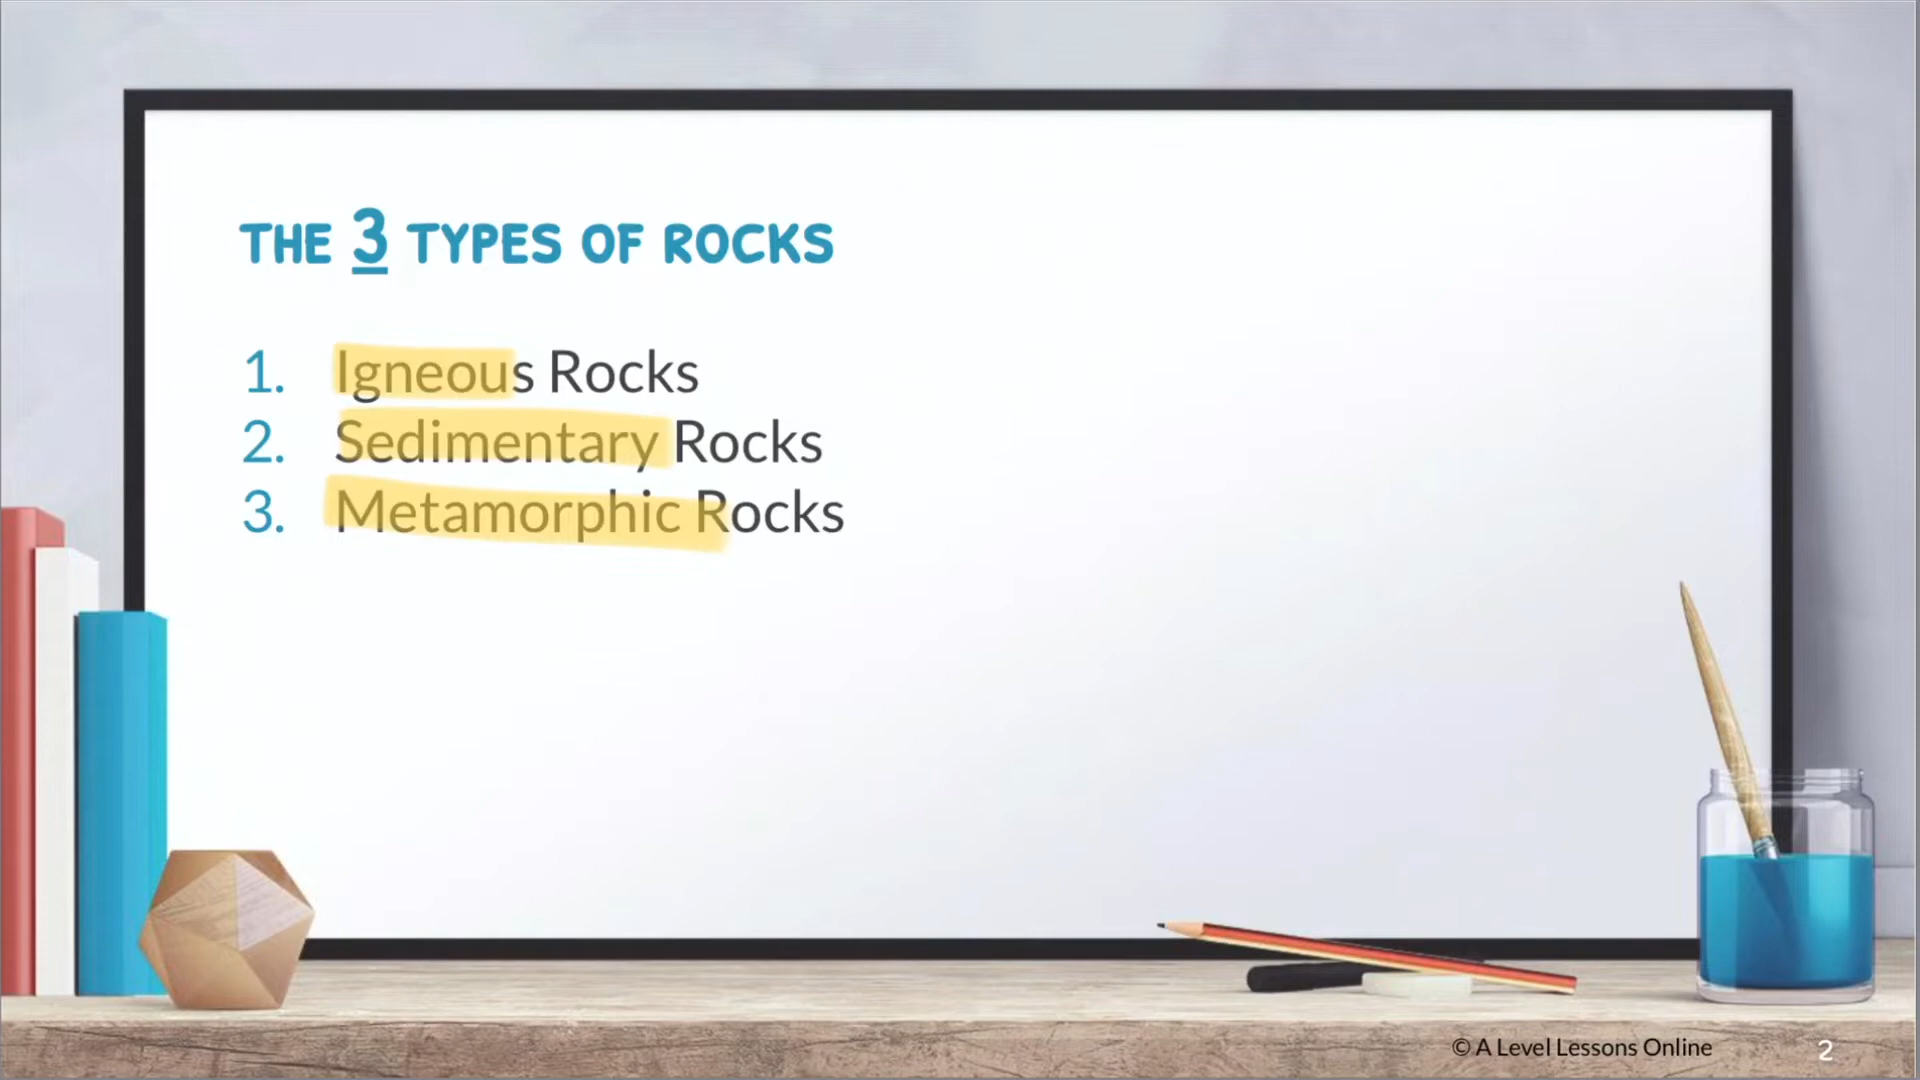 THE 3 TYPES OF ROCKS
1. Igneous Rocks
2. Sedimentary Rocks
3. Metamorphic Rocks
© A Level Lessons Online
2